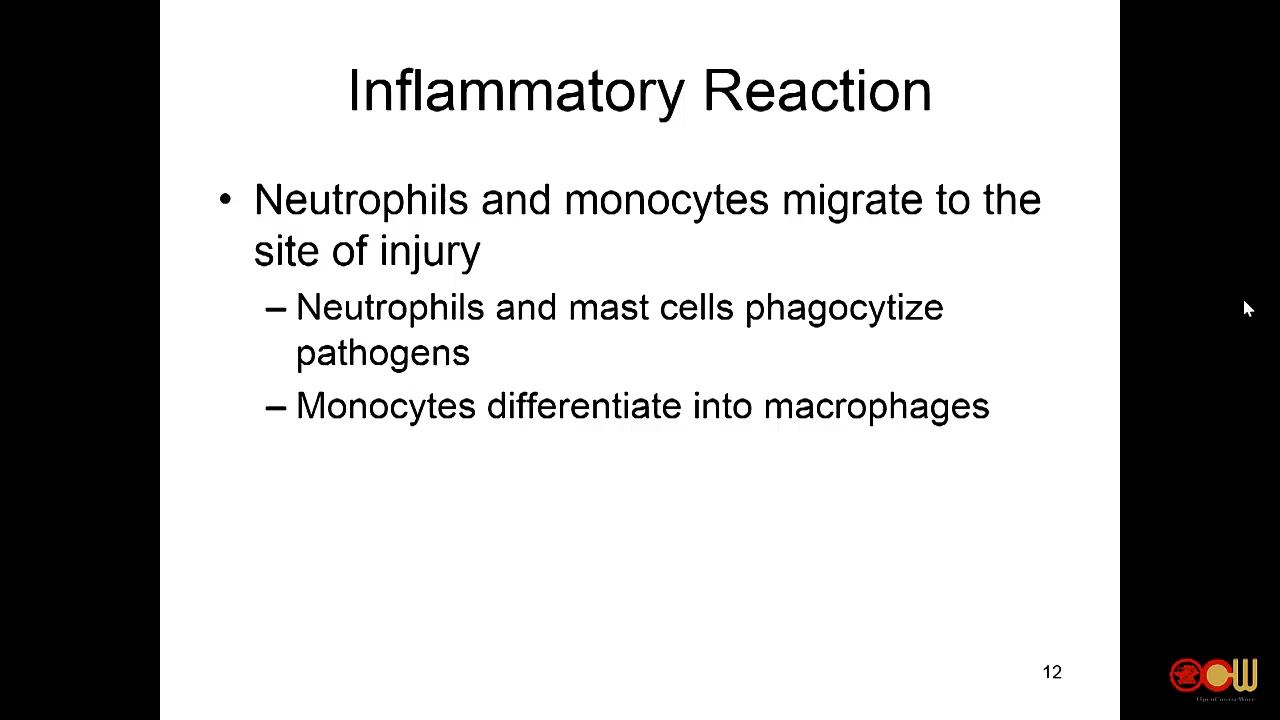 Inflammatory Reaction
• Neutrophils and monocytes migrate to the
site of injury
– Neutrophils and mast cells phagocytize
pathogens
– Monocytes differentiate into macrophages
12
OpenCourseWare